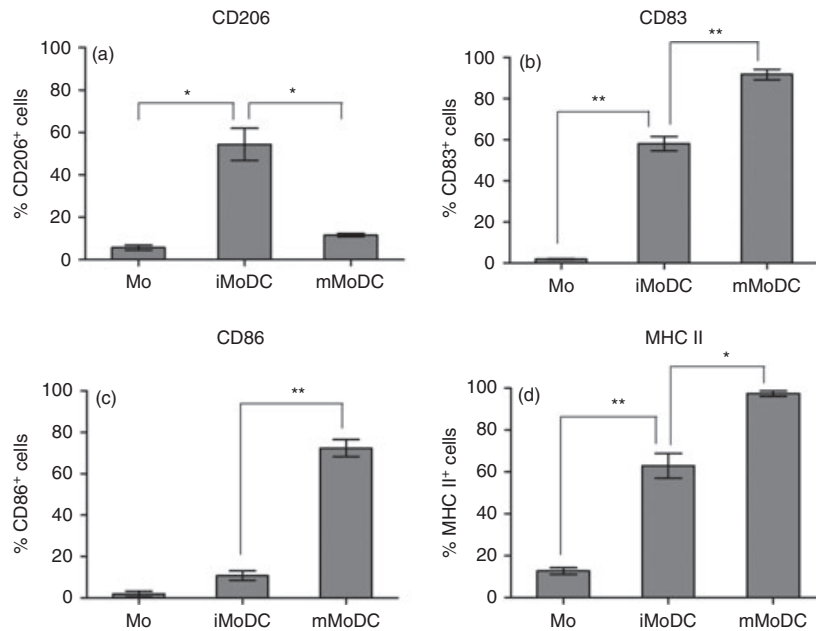 CD206
(a)
% CD206⁺ cells
100
80
60
40
20
0
*
*
Mo iMoDC mMoDC
CD83
(b)
% CD83⁺ cells
100
80
60
40
20
0
**
**
Mo iMoDC mMoDC
CD86
(c)
% CD86⁺ cells
100
80
60
40
20
0
**
Mo iMoDC mMoDC
MHC II
(d)
% MHC II⁺ cells
100
80
60
40
20
0
**
*
Mo iMoDC mMoDC